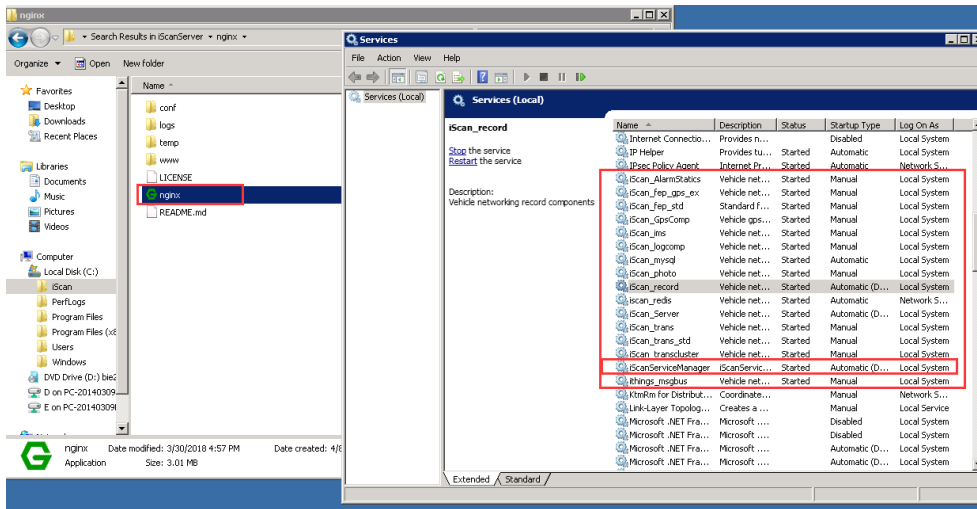 nginx
Search Results in iScanServer ▸ nginx
Organize Open New folder
Favorites
Desktop
Downloads
Recent Places
Libraries
Documents
Music
Pictures
Videos
Computer
Local Disk (C:)
iScan
PerfLogs
Program Files
Program Files (x8
Users
Windows
DVD Drive (D:) bie2
D on PC-20140309
E on PC-20140309
Name
conf
logs
temp
www
LICENSE
nginx
README.md
nginx Date modified: 3/30/2018 4:57 PM Date created: 4/8
Application Size: 3.01 MB
Services
File Action View Help
Services (Local)
Services (Local)
iScan_record
Stop the service
Restart the service
Description:
Vehicle networking record components
Name Description Status Startup Type Log On As
Internet Connectio... Provides n... Disabled Local System
IP Helper Provides tu... Started Automatic Local System
IPsec Policy Agent Internet Pr... Started Manual Network S...
iScan_AlarmStatics Vehicle net... Started Manual Local System
iScan_fep_gps_ex Vehicle net... Started Manual Local System
iScan_fep_std Standard f... Started Manual Local System
iScan_GpsComp Vehicle gps... Started Manual Local System
iScan_ims Vehicle net... Started Manual Local System
iScan_logcomp Vehicle net... Started Manual Local System
iScan_mysql Vehicle net... Started Automatic Local System
iScan_photo Vehicle net... Started Manual Local System
iScan_record Vehicle net... Started Automatic (D... Local System
iscan_redis Vehicle net... Started Automatic Network S...
iScan_Server Vehicle net... Started Automatic (D... Local System
iScan_trans Vehicle net... Started Manual Local System
iScan_trans_std Vehicle net... Started Manual Local System
iScan_transcluster Vehicle net... Started Manual Local System
iScanServiceManager iScanServic... Started Automatic (D... Local System
ithings_msgbus Vehicle net... Started Manual Local System
KtmRm for Distribut... Coordinate... Manual Network S...
Link-Layer Topolog... Creates a ... Manual Local Service
Microsoft .NET Fra... Microsoft .... Disabled Local System
Microsoft .NET Fra... Microsoft .... Disabled Local System
Microsoft .NET Fra... Microsoft .... Automatic (D... Local System
Microsoft .NET Fra... Microsoft .... Automatic (D... Local System
Extended Standard